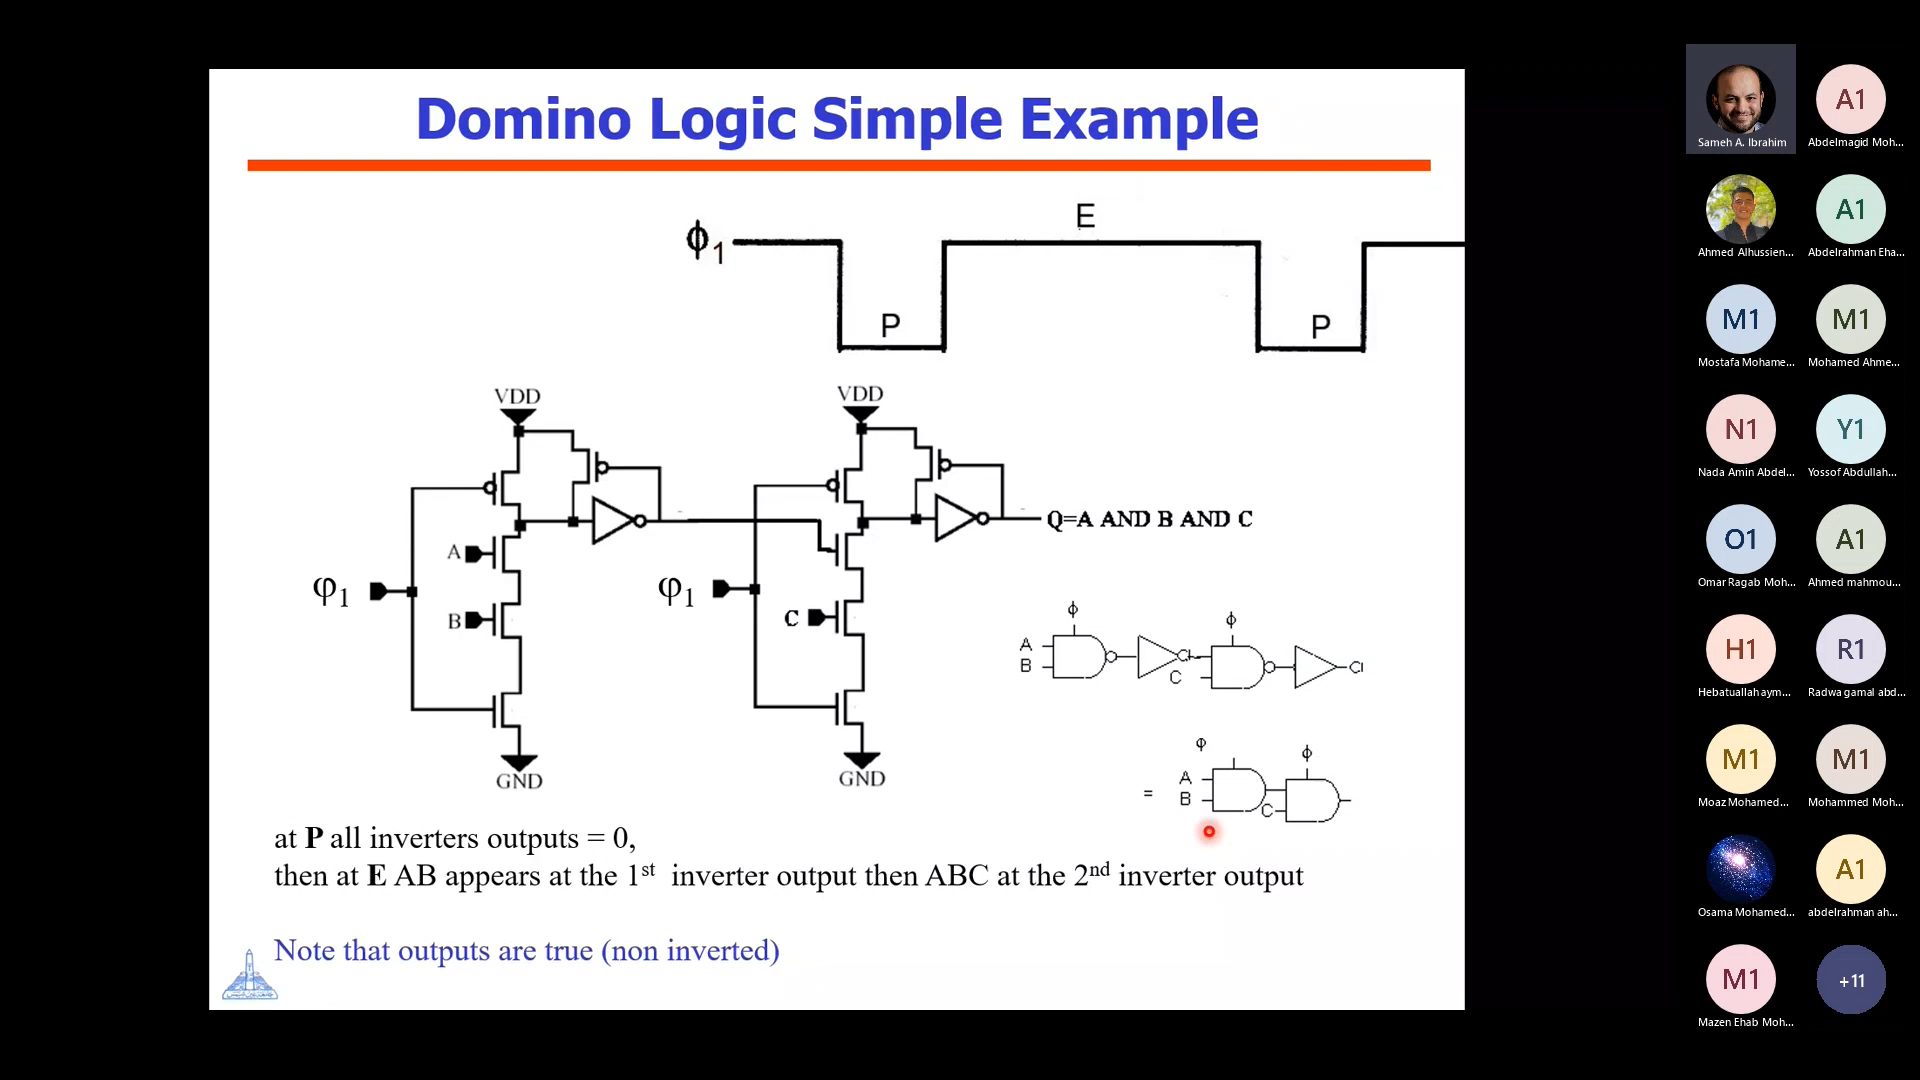 Domino Logic Simple Example
E
ϕ1
P
P
VDD
VDD
Q=A AND B AND C
A
φ1
φ1
B
C
ϕ
ϕ
A
B
C
GND
GND
ϕ
ϕ
A
=
B
C
at P all inverters outputs = 0,
then at E AB appears at the 1st inverter output then ABC at the 2nd inverter output
Note that outputs are true (non inverted)
Sameh A. Ibrahim
A1
Abdelmagid Moh...
Ahmed Alhussien...
A1
Abdelrahman Eha...
M1
Mostafa Mohame...
M1
Mohamed Ahme...
N1
Nada Amin Abdel...
Y1
Yossof Abdullah...
O1
Omar Ragab Moh...
A1
Ahmed mahmou...
H1
Hebatuallah aym...
R1
Radwa gamal abd...
M1
Moaz Mohamed...
M1
Mohammed Moh...
Osama Mohamed...
A1
abdelrahman ah...
M1
Mazen Ehab Moh...
+11